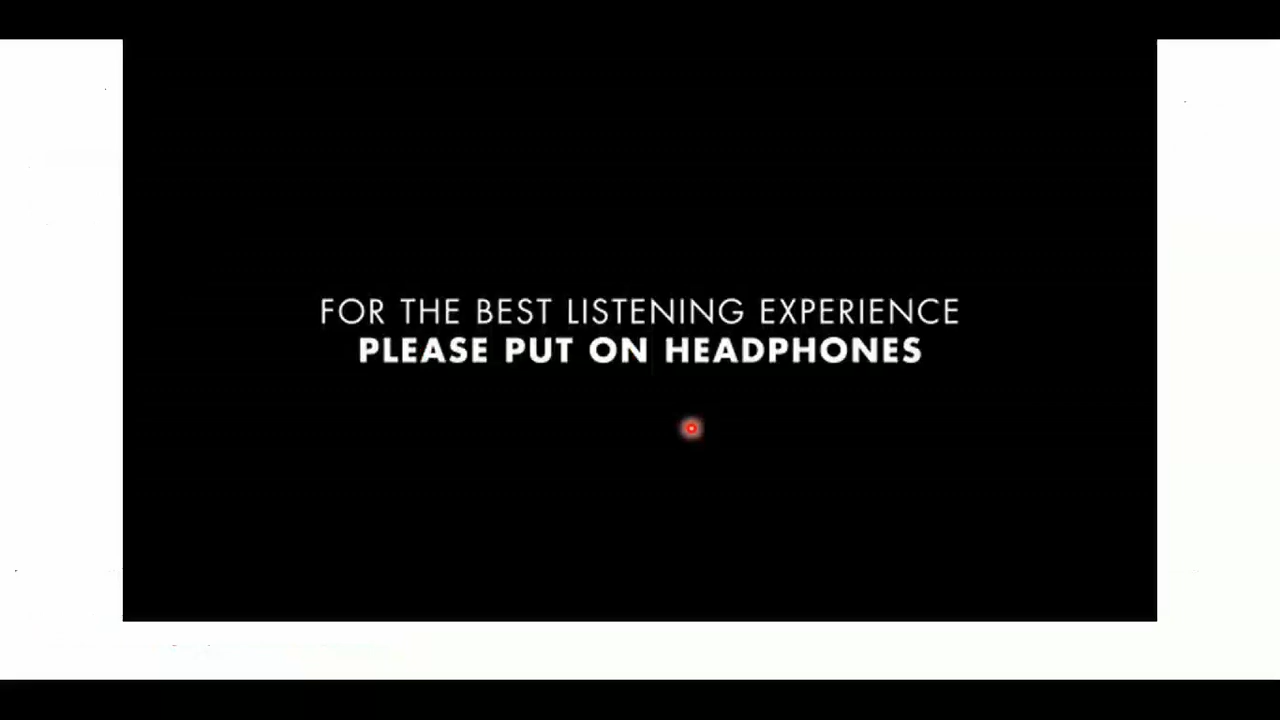 FOR THE BEST LISTENING EXPERIENCE
PLEASE PUT ON HEADPHONES